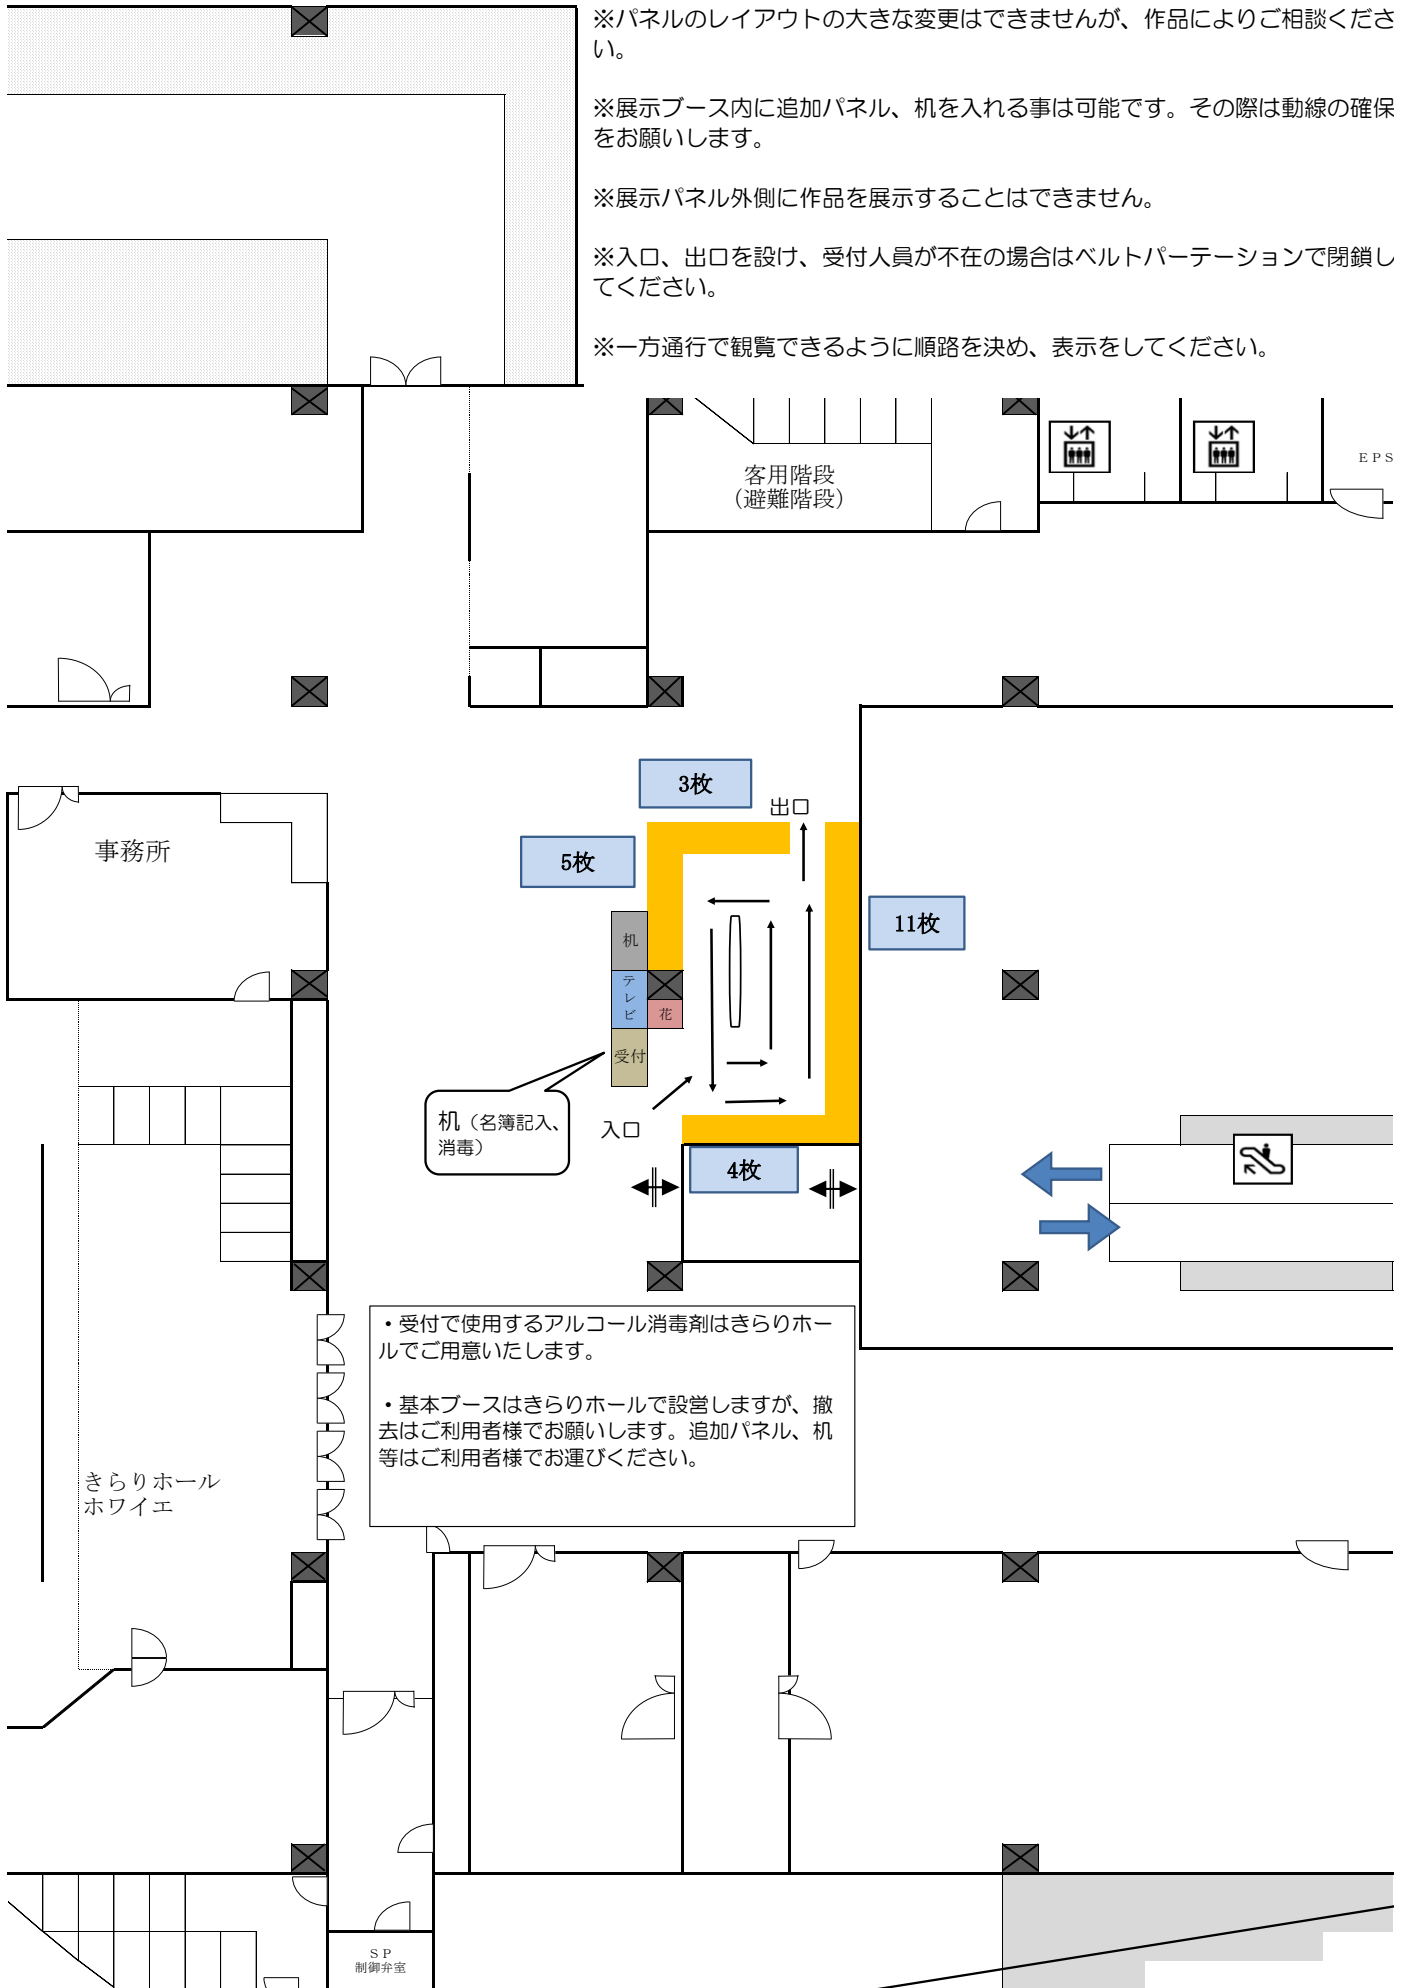 ※パネルのレイアウトの大きな変更はできませんが、作品によりご相談くださ
い。
※展示ブース内に追加パネル、机を入れる事は可能です。その際は動線の確保
をお願いします。
※展示パネル外側に作品を展示することはできません。
※入口、出口を設け、受付人員が不在の場合はベルトパーテーションで閉鎖し
てください。
※一方通行で観覧できるように順路を決め、表示をしてください。
客用階段
（避難階段）
ＥＰＳ
3枚
出口
事務所
5枚
11枚
机
テレビ
花
受付
机（名簿記入、
消毒）
入口
4枚
・受付で使用するアルコール消毒剤はきらりホー
ルでご用意いたします。
・基本ブースはきらりホールで設営しますが、撤
去はご利用者様でお願いします。追加パネル、机
等はご利用者様でお運びください。
きらりホール
ホワイエ
ＳＰ
制御弁室